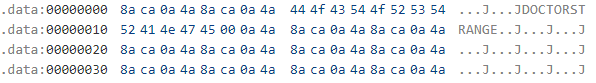 .data:00000000 8a ca 0a 4a 8a ca 0a 4a 44 4f 43 54 4f 52 53 54 ...J...JDOCTORST
.data:00000010 52 41 4e 47 45 00 0a 4a 8a ca 0a 4a 8a ca 0a 4a RANGE..J...J...J
.data:00000020 8a ca 0a 4a 8a ca 0a 4a 8a ca 0a 4a 8a ca 0a 4a ...J...J...J...J
.data:00000030 8a ca 0a 4a 8a ca 0a 4a 8a ca 0a 4a 8a ca 0a 4a ...J...J...J...J